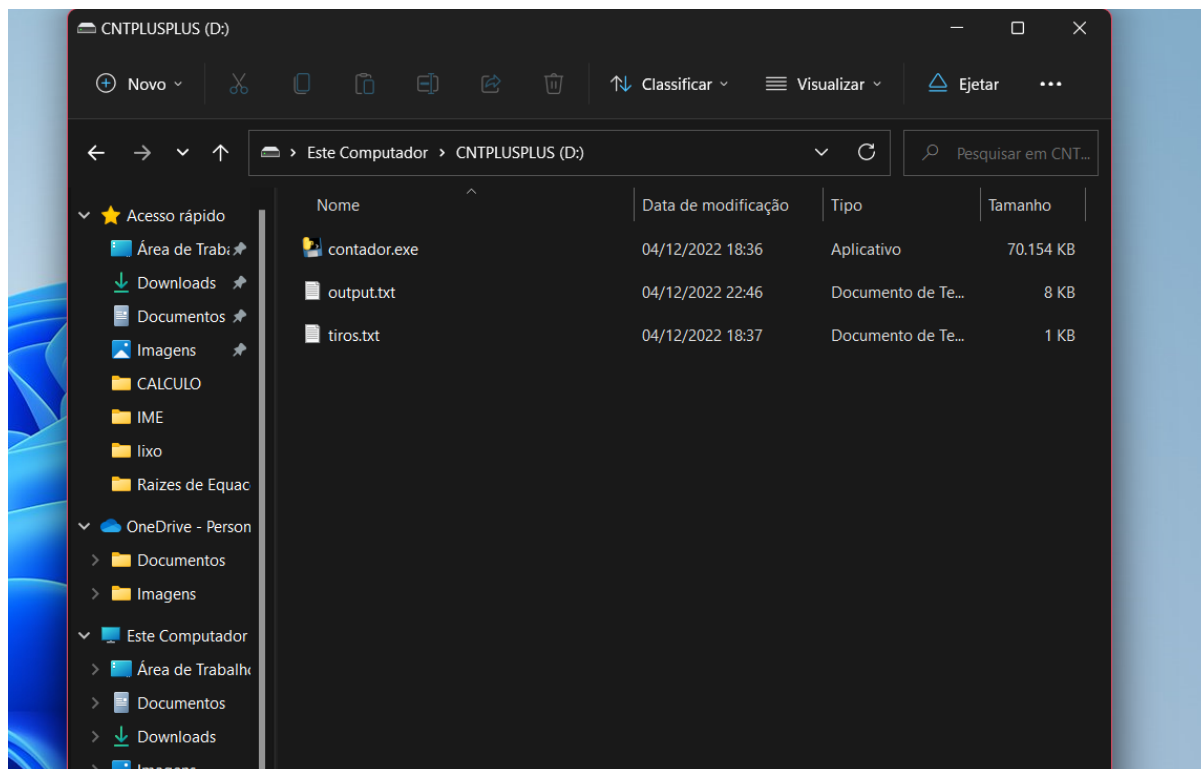 CNTPLUSPLUS (D:)
Novo
Classificar
Visualizar
Ejetar
Este Computador > CNTPLUSPLUS (D:)
Pesquisar em CNT...
Nome
Data de modificação
Tipo
Tamanho
contador.exe 04/12/2022 18:36 Aplicativo 70.154 KB
output.txt 04/12/2022 22:46 Documento de Te... 8 KB
tiros.txt 04/12/2022 18:37 Documento de Te... 1 KB
Acesso rápido
Área de Traba
Downloads
Documentos
Imagens
CALCULO
IME
lixo
Raizes de Equac
OneDrive - Person
Documentos
Imagens
Este Computador
Área de Trabalho
Documentos
Downloads
Imagens